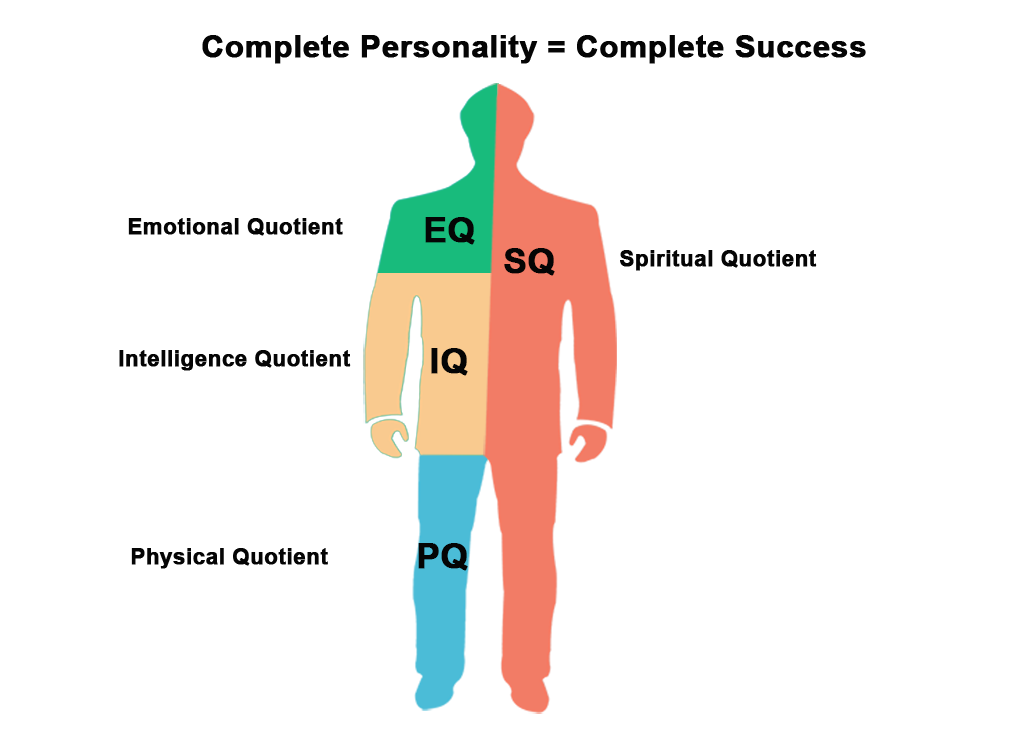 Complete Personality = Complete Success
Emotional Quotient
EQ
SQ
Spiritual Quotient
Intelligence Quotient
IQ
Physical Quotient
PQ